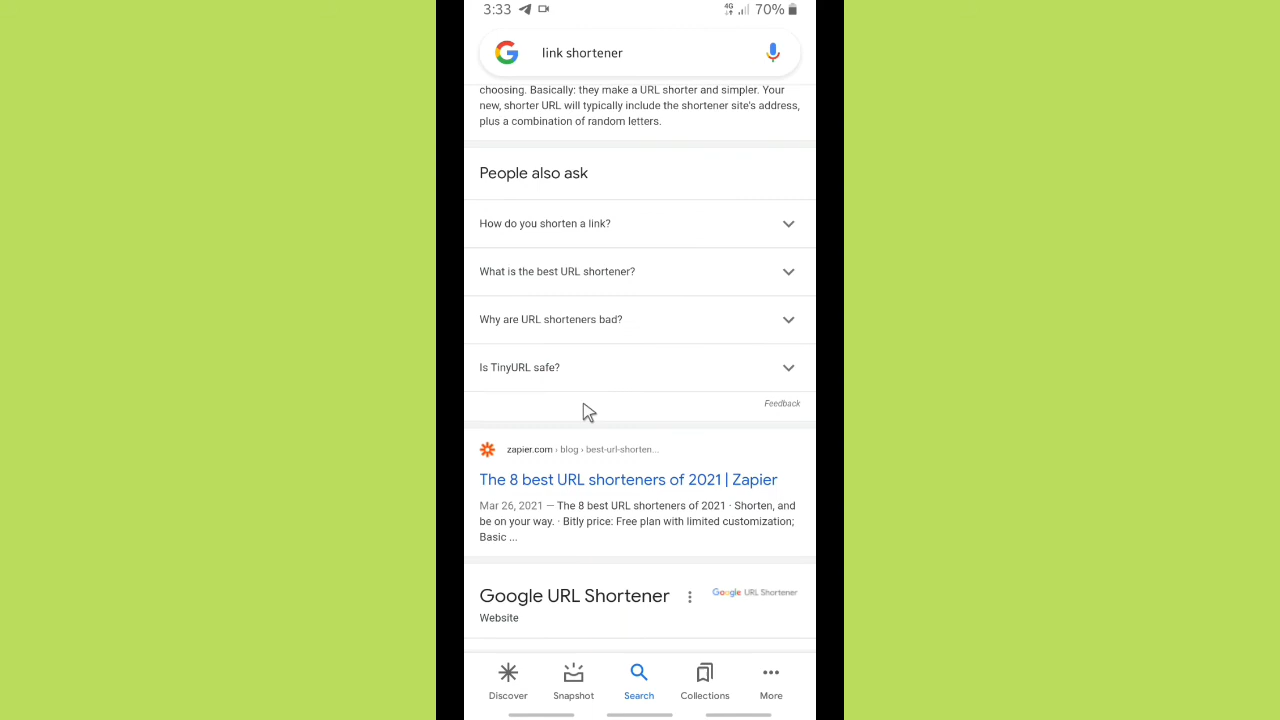 3:33
4G
70%
link shortener
choosing. Basically: they make a URL shorter and simpler. Your
new, shorter URL will typically include the shortener site's address,
plus a combination of random letters.
People also ask
How do you shorten a link?
What is the best URL shortener?
Why are URL shorteners bad?
Is TinyURL safe?
Feedback
zapier.com › blog › best-url-shorten...
The 8 best URL shorteners of 2021 | Zapier
Mar 26, 2021 — The 8 best URL shorteners of 2021 · Shorten, and
be on your way. · Bitly price: Free plan with limited customization;
Basic ...
Google URL Shortener
Google URL Shortener
Website
Discover
Snapshot
Search
Collections
More